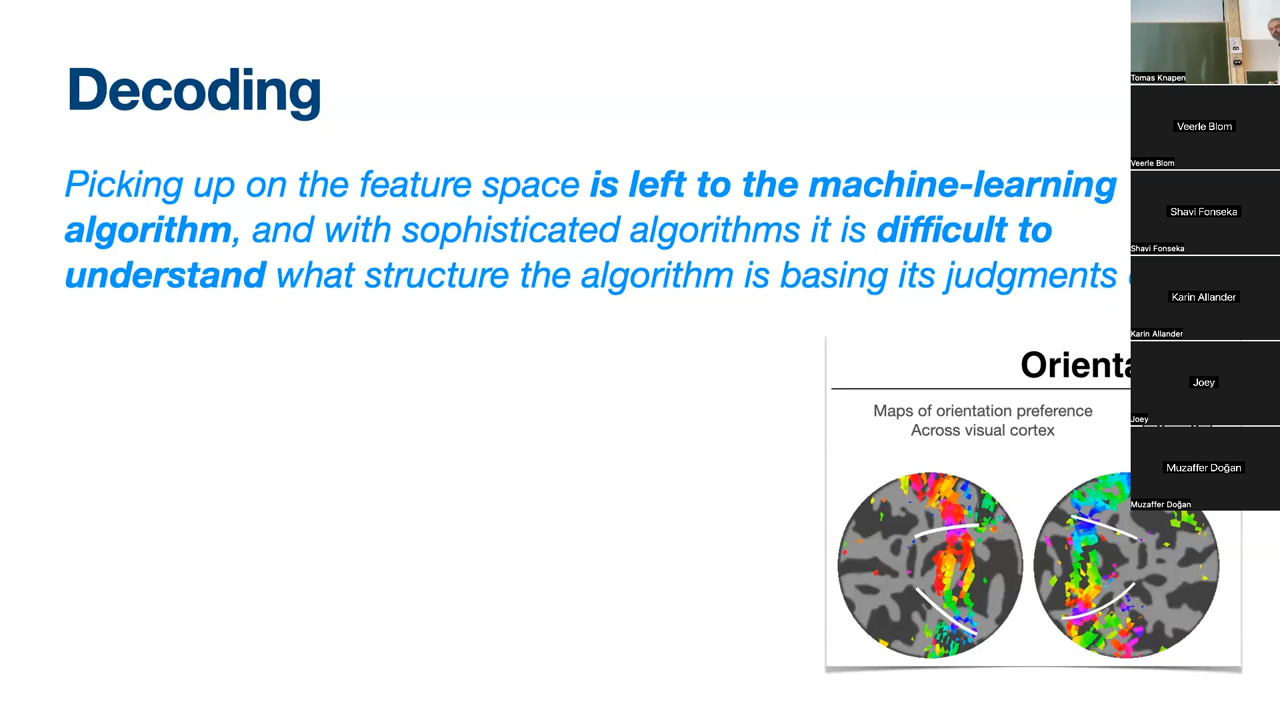 Decoding
Picking up on the feature space is left to the machine-learning
algorithm, and with sophisticated algorithms it is difficult to
understand what structure the algorithm is basing its judgments
Maps of orientation preference
Across visual cortex
Tomas Knapen
Veerle Blom
Veerle Blom
Shavi Fonseka
Shavi Fonseka
Karin Allander
Karin Allander
Joey
Joey
Muzaffer Doğan
Muzaffer Doğan